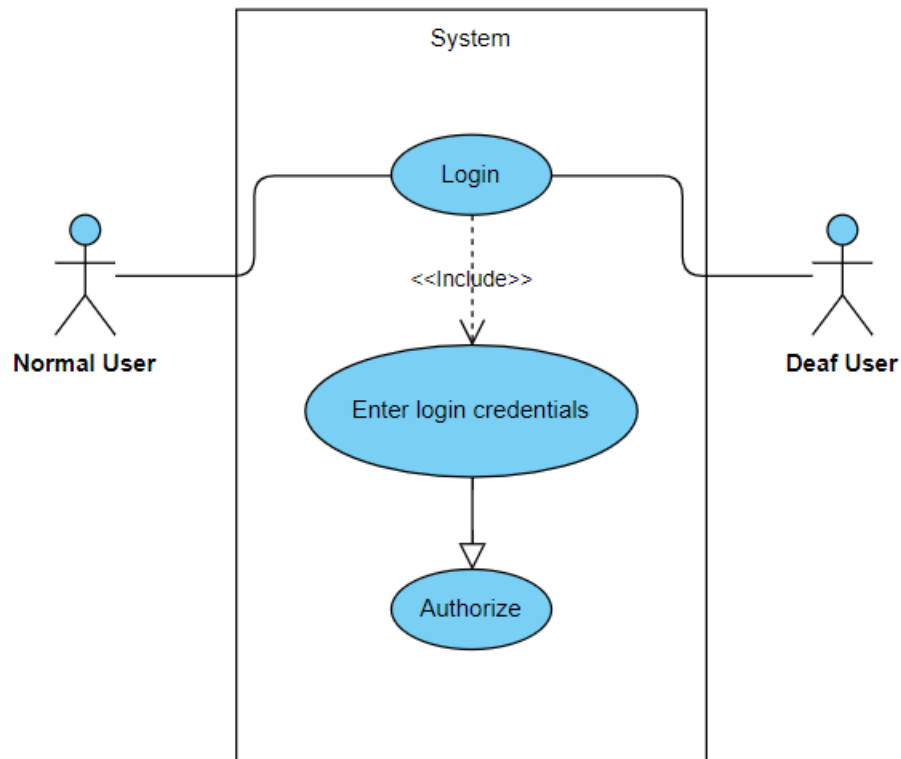 System
Login
<<Include>>
Normal User
Deaf User
Enter login credentials
Authorize